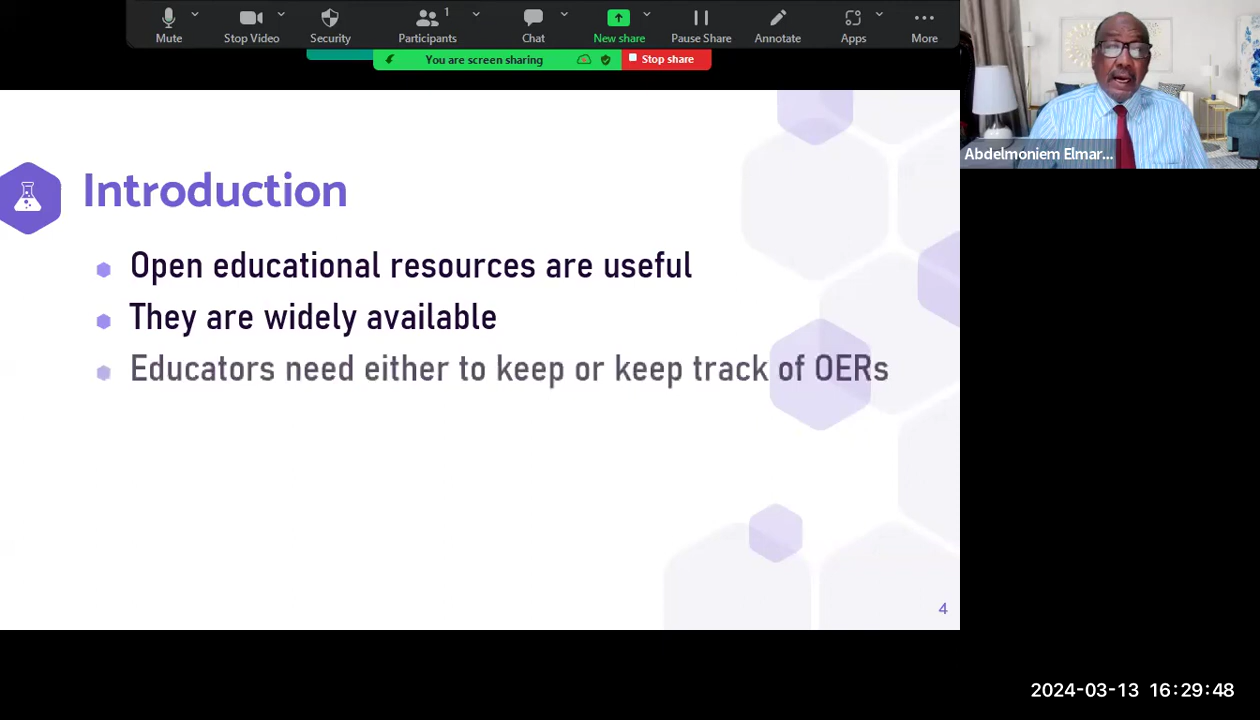 Mute
Stop Video
Security
Participants
1
Chat
New share
Pause Share
Annotate
Apps
More
You are screen sharing
Stop share
Abdelmoniem Elmar...
Introduction
Open educational resources are useful
They are widely available
Educators need either to keep or keep track of OERs
4
2024-03-13 16:29:48